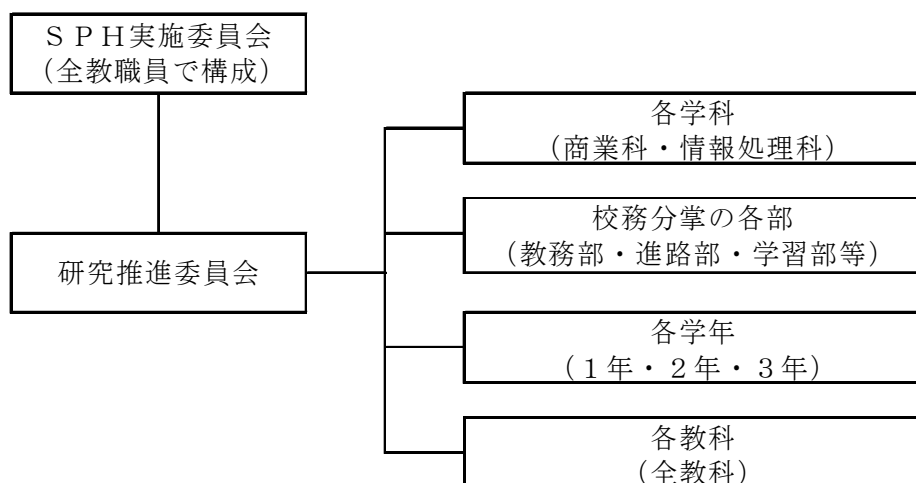 ＳＰＨ実施委員会
（全教職員で構成）
各学科
（商業科・情報処理科）
校務分掌の各部
（教務部・進路部・学習部等）
研究推進委員会
各学年
（１年・２年・３年）
各教科
（全教科）